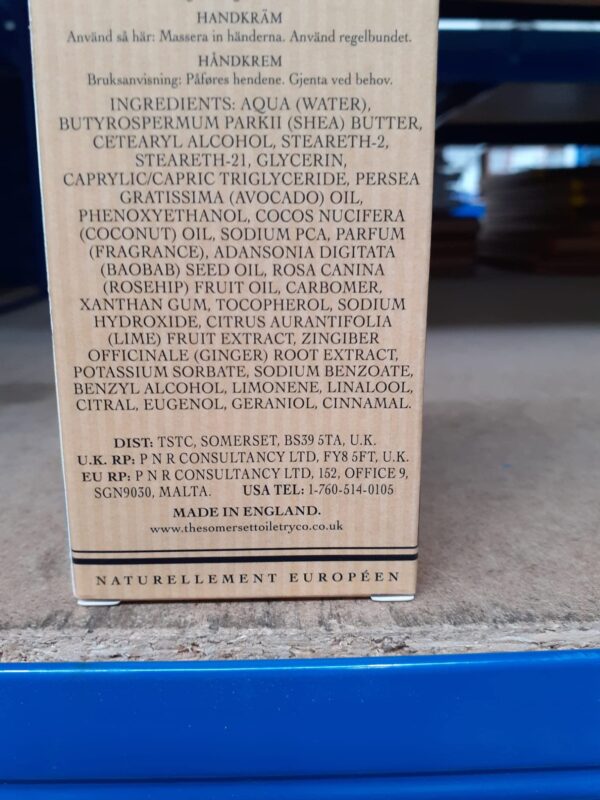 HANDKRÄM
Använd så här: Massera in händerna. Använd regelbundet.
HÅNDKREM
Bruksanvisning: Påføres hendene. Gjenta ved behov.
INGREDIENTS: AQUA (WATER),
BUTYROSPERMUM PARKII (SHEA) BUTTER,
CETEARYL ALCOHOL, STEARETH-2,
STEARETH-21, GLYCERIN,
CAPRYLIC/CAPRIC TRIGLYCERIDE, PERSEA
GRATISSIMA (AVOCADO) OIL,
PHENOXYETHANOL, COCOS NUCIFERA
(COCONUT) OIL, SODIUM PCA, PARFUM
(FRAGRANCE), ADANSONIA DIGITATA
(BAOBAB) SEED OIL, ROSA CANINA
(ROSEHIP) FRUIT OIL, CARBOMER,
XANTHAN GUM, TOCOPHEROL, SODIUM
HYDROXIDE, CITRUS AURANTIFOLIA
(LIME) FRUIT EXTRACT, ZINGIBER
OFFICINALE (GINGER) ROOT EXTRACT,
POTASSIUM SORBATE, SODIUM BENZOATE,
BENZYL ALCOHOL, LIMONENE, LINALOOL,
CITRAL, EUGENOL, GERANIOL, CINNAMAL.
DIST: TSTC, SOMERSET, BS39 5TA, U.K.
U.K. RP: P N R CONSULTANCY LTD, FY8 5FT, U.K.
EU RP: P N R CONSULTANCY LTD, 152, OFFICE 9,
SGN9030, MALTA. USA TEL: 1-760-514-0105
MADE IN ENGLAND.
www.thesomersettoiletryco.co.uk
NATURELLEMENT EUROPÉEN